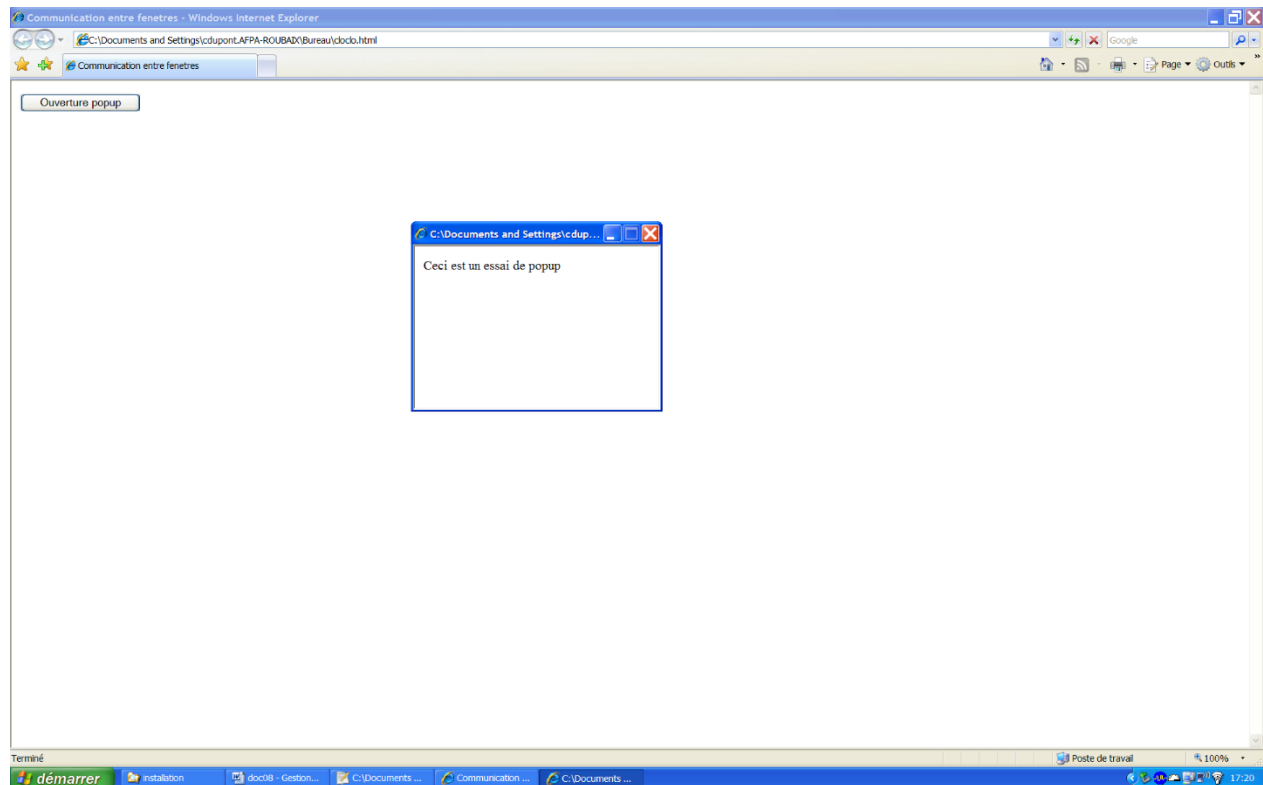 Communication entre fenetres - Windows Internet Explorer
C:\Documents and Settings\cdupont.AFPA-ROUBAIX\Bureau\cloclo.html
Google
Communication entre fenetres
Page
Outils
Ouverture popup
C:\Documents and Settings\cdup...
Ceci est un essai de popup
Terminé
Poste de travail
100%
démarrer
instalation
doc08 - Gestion...
C:\Documents ...
Communication ...
C:\Documents ...
17:20